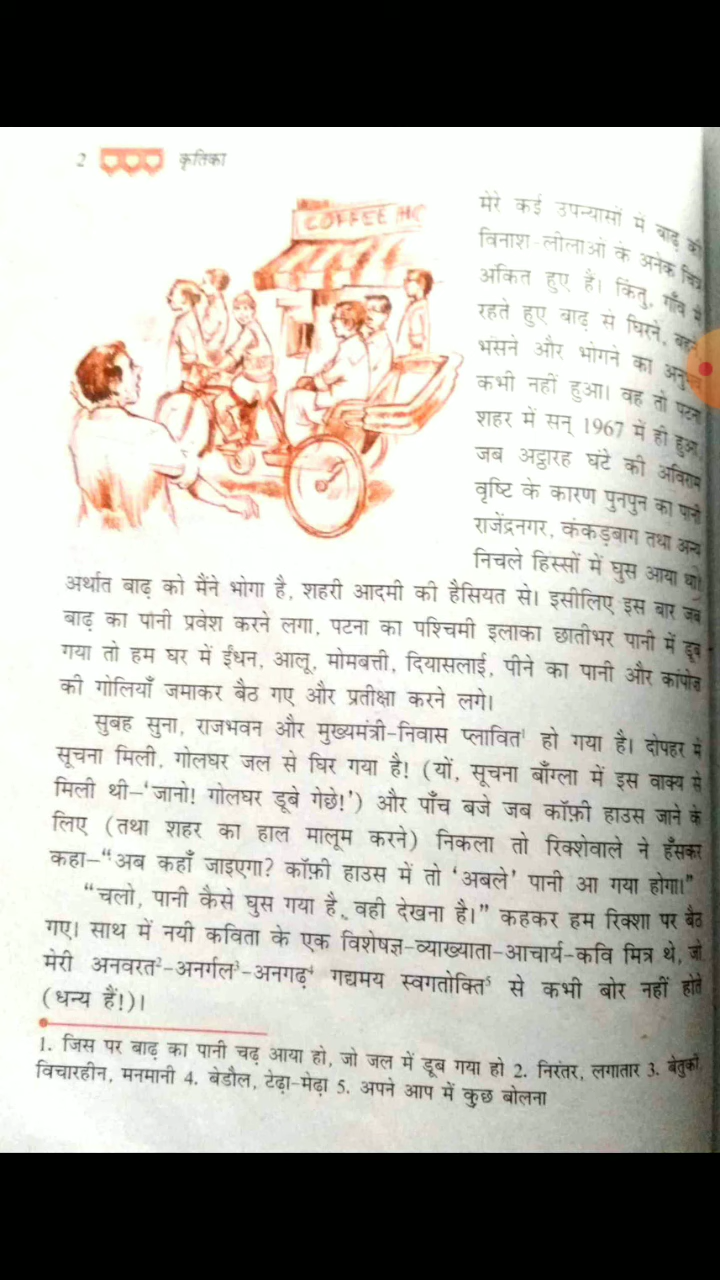 2 कृतिका
COFFEE HO
मेरे कई उपन्यासों में बाढ़ की
विनाश-लीलाओं के अनेक चित्र
अंकित हुए हैं। किंतु, गाँव में
रहते हुए बाढ़ से घिरने, बहने,
भंसने और भोगने का अनुभव
कभी नहीं हुआ। वह तो पटना
शहर में सन् 1967 में ही हुआ,
जब अट्ठारह घंटे की अविराम
वृष्टि के कारण पुनपुन का पानी
राजेंद्रनगर, कंकड़बाग तथा अन्य
निचले हिस्सों में घुस आया था।
अर्थात बाढ़ को मैंने भोगा है, शहरी आदमी की हैसियत से। इसीलिए इस बार जब
बाढ़ का पानी प्रवेश करने लगा, पटना का पश्चिमी इलाका छातीभर पानी में डूब
गया तो हम घर में ईंधन, आलू, मोमबत्ती, दियासलाई, पीने का पानी और कांपोज़
की गोलियाँ जमाकर बैठ गए और प्रतीक्षा करने लगे।
सुबह सुना, राजभवन और मुख्यमंत्री-निवास प्लावित¹ हो गया है। दोपहर में
सूचना मिली, गोलघर जल से घिर गया है! (यों, सूचना बाँग्ला में इस वाक्य से
मिली थी-‘जानो! गोलघर डूबे गेछे!’) और पाँच बजे जब कॉफ़ी हाउस जाने के
लिए (तथा शहर का हाल मालूम करने) निकला तो रिक्शेवाले ने हँसकर
कहा-“अब कहाँ जाइएगा? कॉफ़ी हाउस में तो ‘अबले’ पानी आ गया होगा।”
“चलो, पानी कैसे घुस गया है, वही देखना है।” कहकर हम रिक्शा पर बैठ
गए। साथ में नयी कविता के एक विशेषज्ञ-व्याख्याता-आचार्य-कवि मित्र थे, जो
मेरी अनवरत²-अनर्गल³-अनगढ़⁴ गद्यमय स्वगतोक्ति⁵ से कभी बोर नहीं होते
(धन्य हैं!)।
1. जिस पर बाढ़ का पानी चढ़ आया हो, जो जल में डूब गया हो 2. निरंतर, लगातार 3. बेतुकी,
विचारहीन, मनमानी 4. बेडौल, टेढ़ा-मेढ़ा 5. अपने आप में कुछ बोलना